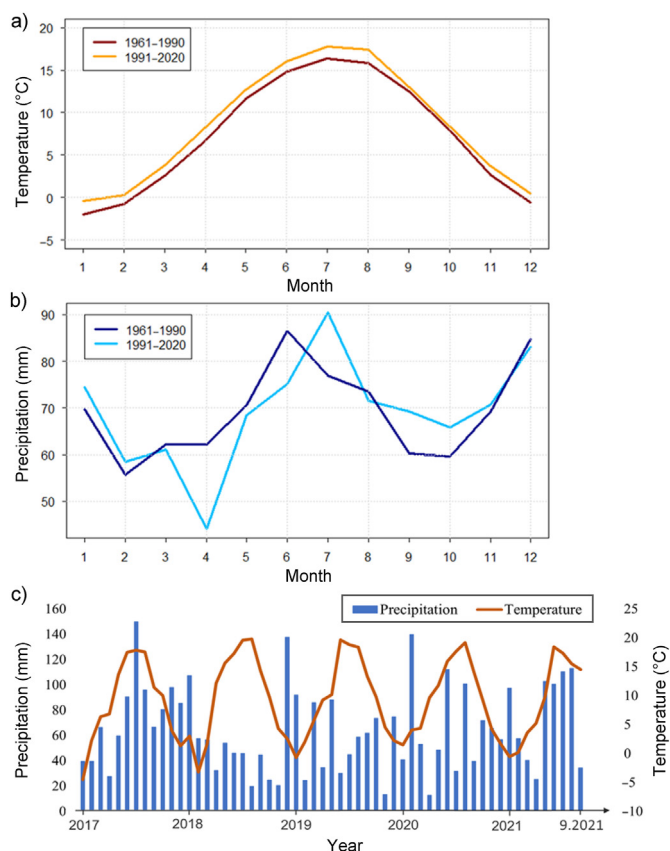 a)
20
15
10
5
0
−5
Temperature (°C)
1961–1990
1991–2020
1 2 3 4 5 6 7 8 9 10 11 12
Month
b)
90
80
70
60
50
Precipitation (mm)
1961–1990
1991–2020
1 2 3 4 5 6 7 8 9 10 11 12
Month
c)
160
140
120
100
80
60
40
20
0
Precipitation (mm)
Precipitation Temperature
25
20
15
10
5
0
−5
−10
Temperature (°C)
2017 2018 2019 2020 2021 9.2021
Year